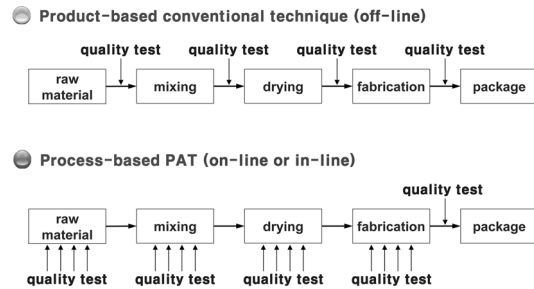 Product-based conventional technique (off-line)
quality test quality test quality test quality test
raw material mixing drying fabrication package
Process-based PAT (on-line or in-line)
quality test
raw material mixing drying fabrication package
quality test quality test quality test quality test